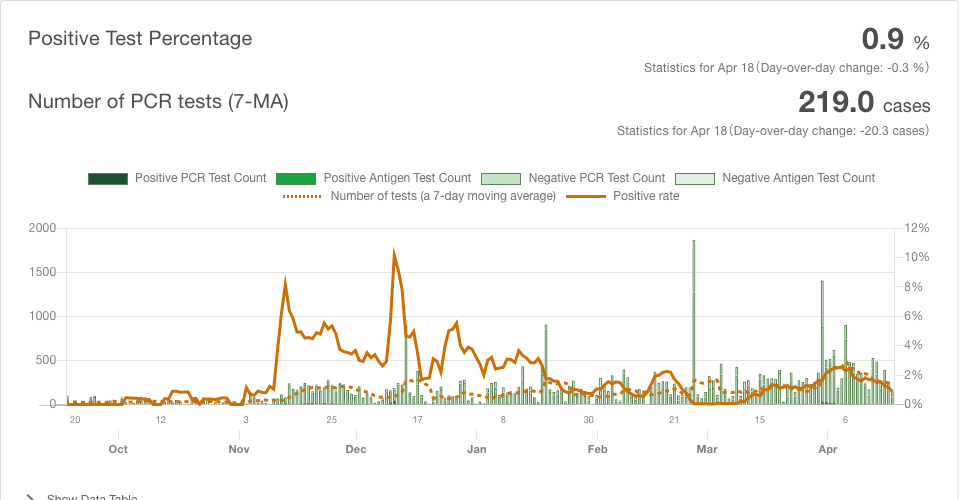 Positive Test Percentage
0.9 %
Statistics for Apr 18(Day-over-day change: -0.3 %)
Number of PCR tests (7-MA)
219.0 cases
Statistics for Apr 18(Day-over-day change: -20.3 cases)
Positive PCR Test Count Positive Antigen Test Count Negative PCR Test Count Negative Antigen Test Count
Number of tests (a 7-day moving average) Positive rate
2000 12%
10%
1500
8%
1000 6%
4%
500
2%
0 0%
20 12 3 25 17 8 30 21 15 6
Oct Nov Dec Jan Feb Mar Apr
Show Data Table